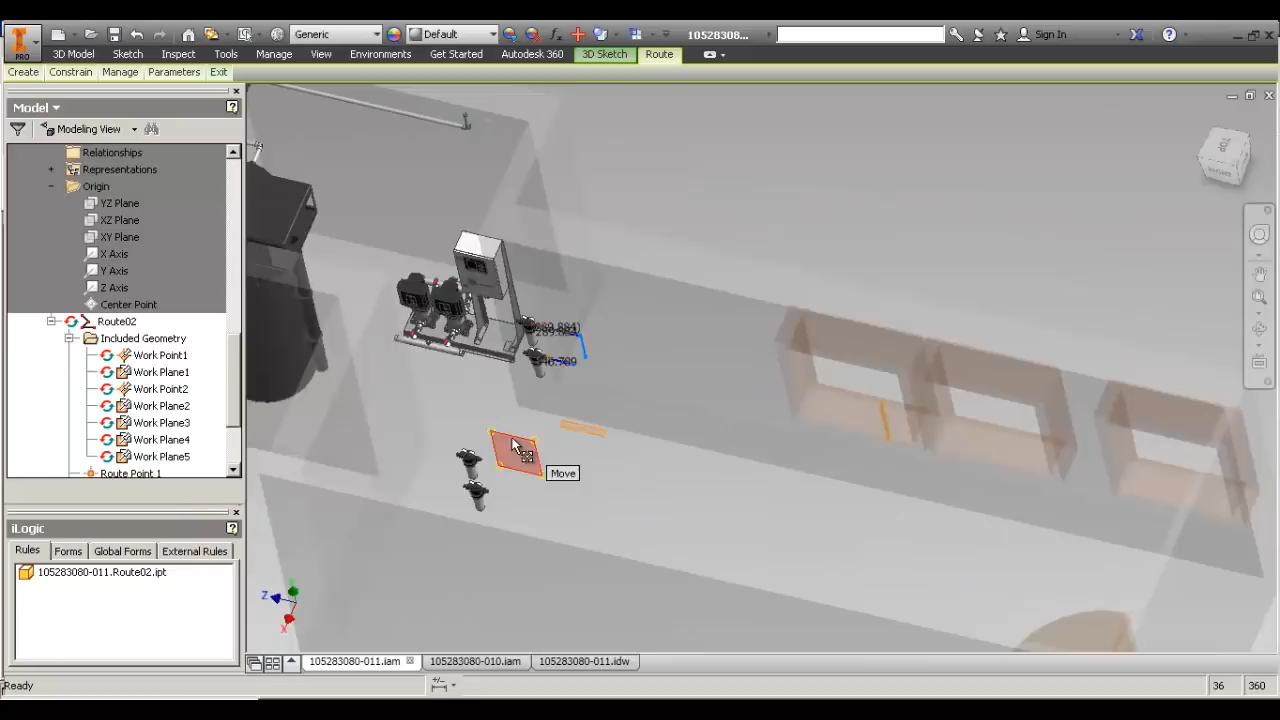 Generic
Default
fx
105283080...
Sign In
PRO
3D Model Sketch Inspect Tools Manage View Environments Get Started Autodesk 360 3D Sketch Route
Create Constrain Manage Parameters Exit
Model
Modeling View
Relationships
Representations
Origin
YZ Plane
XZ Plane
XY Plane
X Axis
Y Axis
Z Axis
Center Point
Route02
Included Geometry
Work Point1
Work Plane1
Work Point2
Work Plane2
Work Plane3
Work Plane4
Work Plane5
Route Point 1
TOP
Move
iLogic
Rules Forms Global Forms External Rules
105283080-011.Route02.ipt
Z
X
105283080-011.iam 105283080-010.iam 105283080-011.idw
Ready
36 360